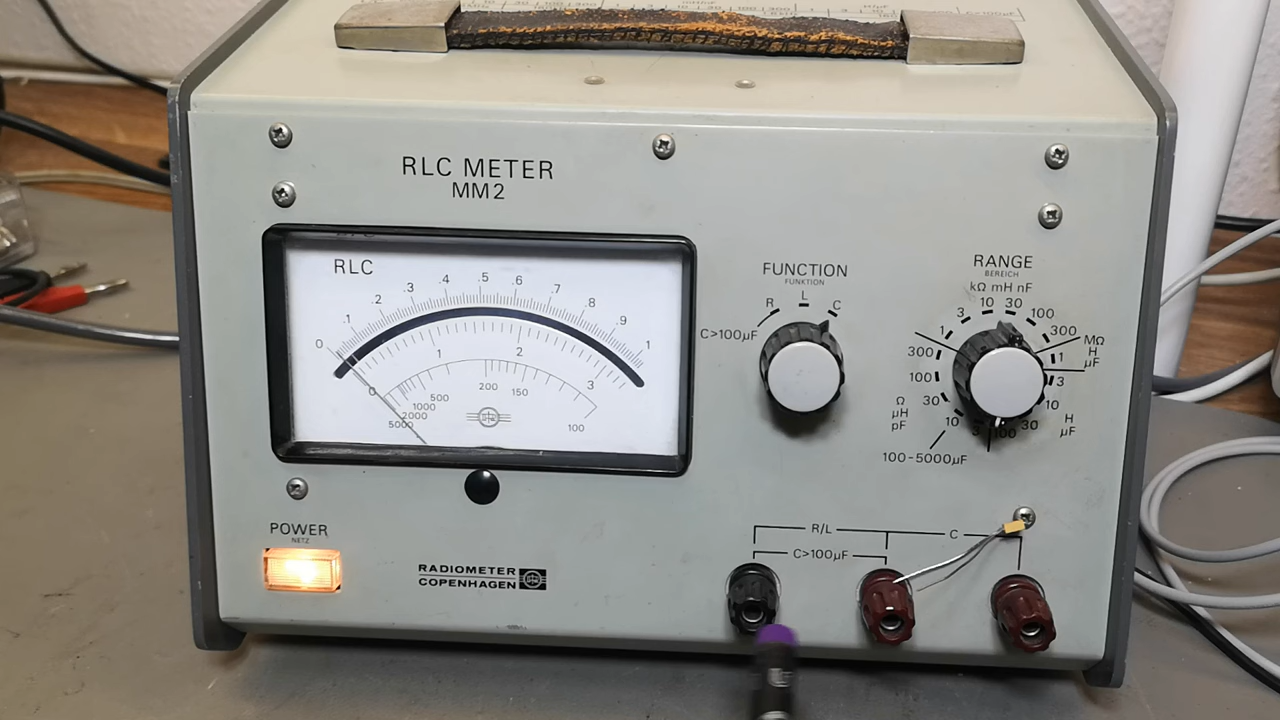 RLC METER
MM2
RLC
0 .1 .2 .3 .4 .5 .6 .7 .8 .9 1
0 1 2 3
5000 2000 1000 500 200 150 100
FUNCTION
FUNKTION
R L C
C>100µF
RANGE
BEREICH
kΩ mH nF
1 3 10 30 100 300
MΩ
H
µF
1 3 10 30 100
H
µF
300 100 30 10 3
Ω
µH
pF
100-5000µF
POWER
NETZ
RADIOMETER
COPENHAGEN
R/L
C
C>100µF